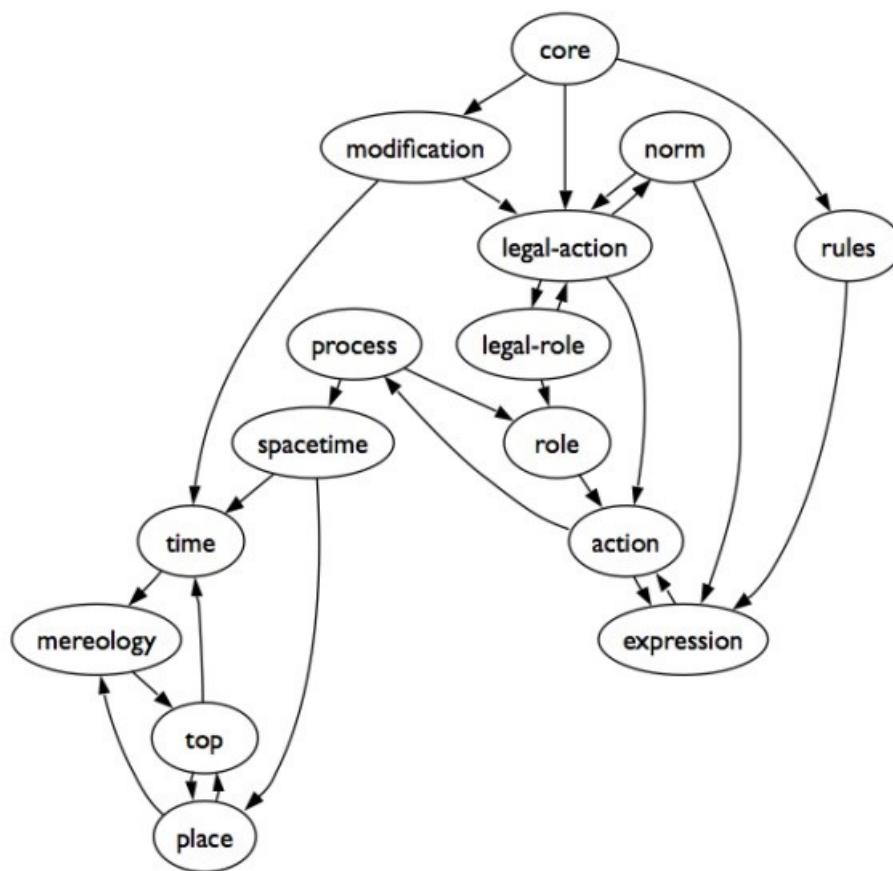 core
modification
norm
legal-action
rules
process
legal-role
spacetime
role
time
action
mereology
expression
top
place